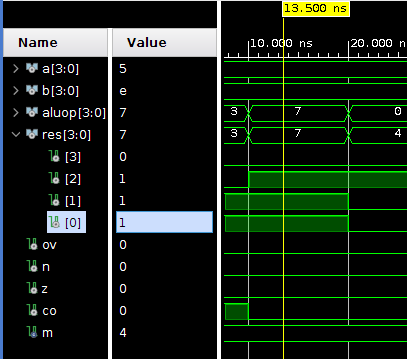 13.500 ns
Name Value 10.000 ns 20.000 ns
a[3:0] 5
b[3:0] e
aluop[3:0] 7 3 7 0
res[3:0] 7 3 7 4
[3] 0
[2] 1
[1] 1
[0] 1
ov 0
n 0
z 0
co 0
m 4